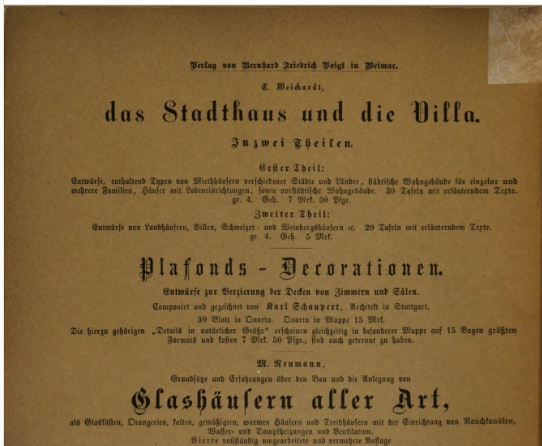 Verlag von Bernhard Friedrich Voigt in Weimar.
C. Weichardt,
das Stadthaus und die Villa.
In zwei Theilen.
Erster Theil:
Entwürfe, enthaltend Typen von Miethhäusern verschiedener Städte und Länder, städtische Wohngebäude für einzelne und
mehrere Familien, Häuser mit Ladeneinrichtungen, sowie vorstädtische Wohngebäude. 30 Tafeln mit erläuterndem Texte.
gr. 4. Geh. 7 Mrk. 50 Pfge.
Zweiter Theil:
Entwürfe von Landhäusern, Villen, Schweizer- und Weinbergshäusern ꝛc. 20 Tafeln mit erläuterndem Texte.
gr. 4. Geh. 5 Mrk.
Plafonds-Decorationen.
Entwürfe zur Verzierung der Decken von Zimmern und Sälen.
Componirt und gezeichnet von Karl Schaupert, Architekt in Stuttgart.
30 Blatt in Quarto. Quarto in Mappe 15 Mrk.
Die hierzu gehörigen „Details in natürlicher Größe" erscheinen gleichzeitig in besonderer Mappe auf 15 Bogen größten
Formats und kosten 7 Mrk. 50 Pfge., sind auch getrennt zu haben.
M. Neumann,
Grundsätze und Erfahrungen über den Bau und die Anlegung von
Glashäusern aller Art,
als Glaskästen, Orangerien, kalten, gemäßigten, warmen Häusern und Treibhäusern mit der Einrichtung von Rauchkanälen,
Wasser- und Dampfheizungen und Ventilatirn.
Vierte vollständig umgearbeitete und vermehrte Auflage